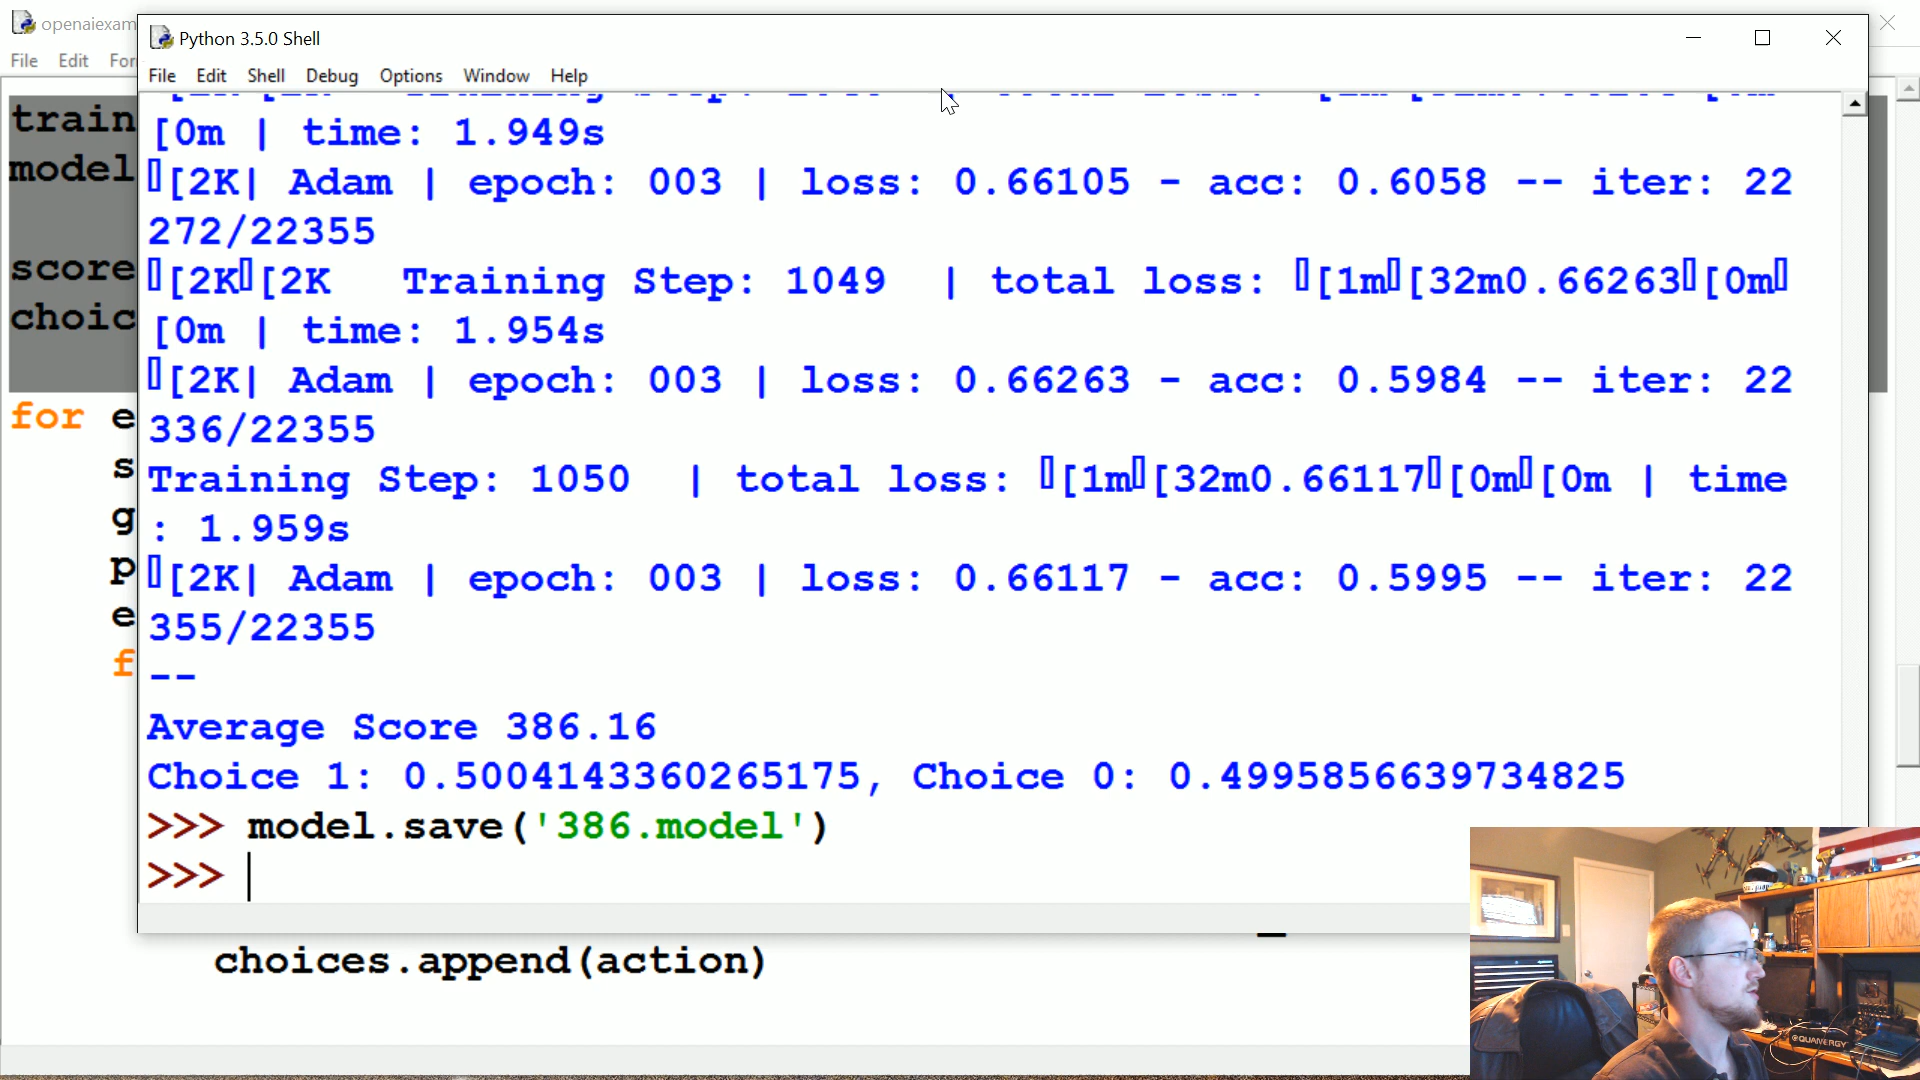 openaiexam
Python 3.5.0 Shell
File Edit For
File Edit Shell Debug Options Window Help
train
model
score
choic
for e
s
g
p
e
f
[0m | time: 1.949s
[2K| Adam | epoch: 003 | loss: 0.66105 - acc: 0.6058 -- iter: 22
272/22355
[2K[2K Training Step: 1049 | total loss: [1m[32m0.66263[0m
[0m | time: 1.954s
[2K| Adam | epoch: 003 | loss: 0.66263 - acc: 0.5984 -- iter: 22
336/22355
Training Step: 1050 | total loss: [1m[32m0.66117[0m[0m | time
: 1.959s
[2K| Adam | epoch: 003 | loss: 0.66117 - acc: 0.5995 -- iter: 22
355/22355
--
Average Score 386.16
Choice 1: 0.5004143360265175, Choice 0: 0.4995856639734825
>>> model.save('386.model')
>>>
choices.append(action)
QUANERGY